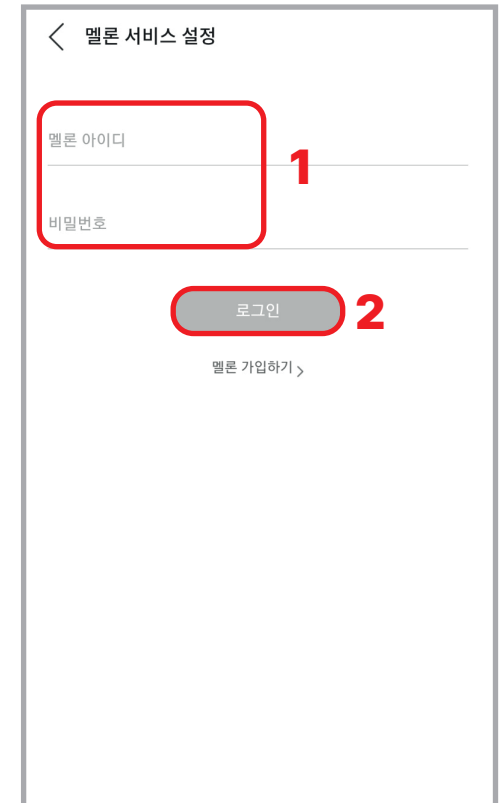 멜론 서비스 설정
멜론 아이디
1
비밀번호
로그인
2
멜론 가입하기